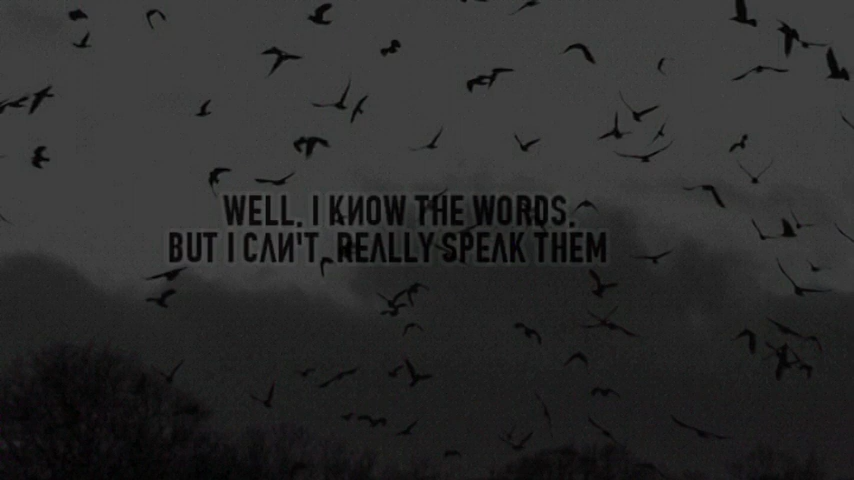 WELL, I KNOW THE WORDS,
BUT I CAN'T REALLY SPEAK THEM